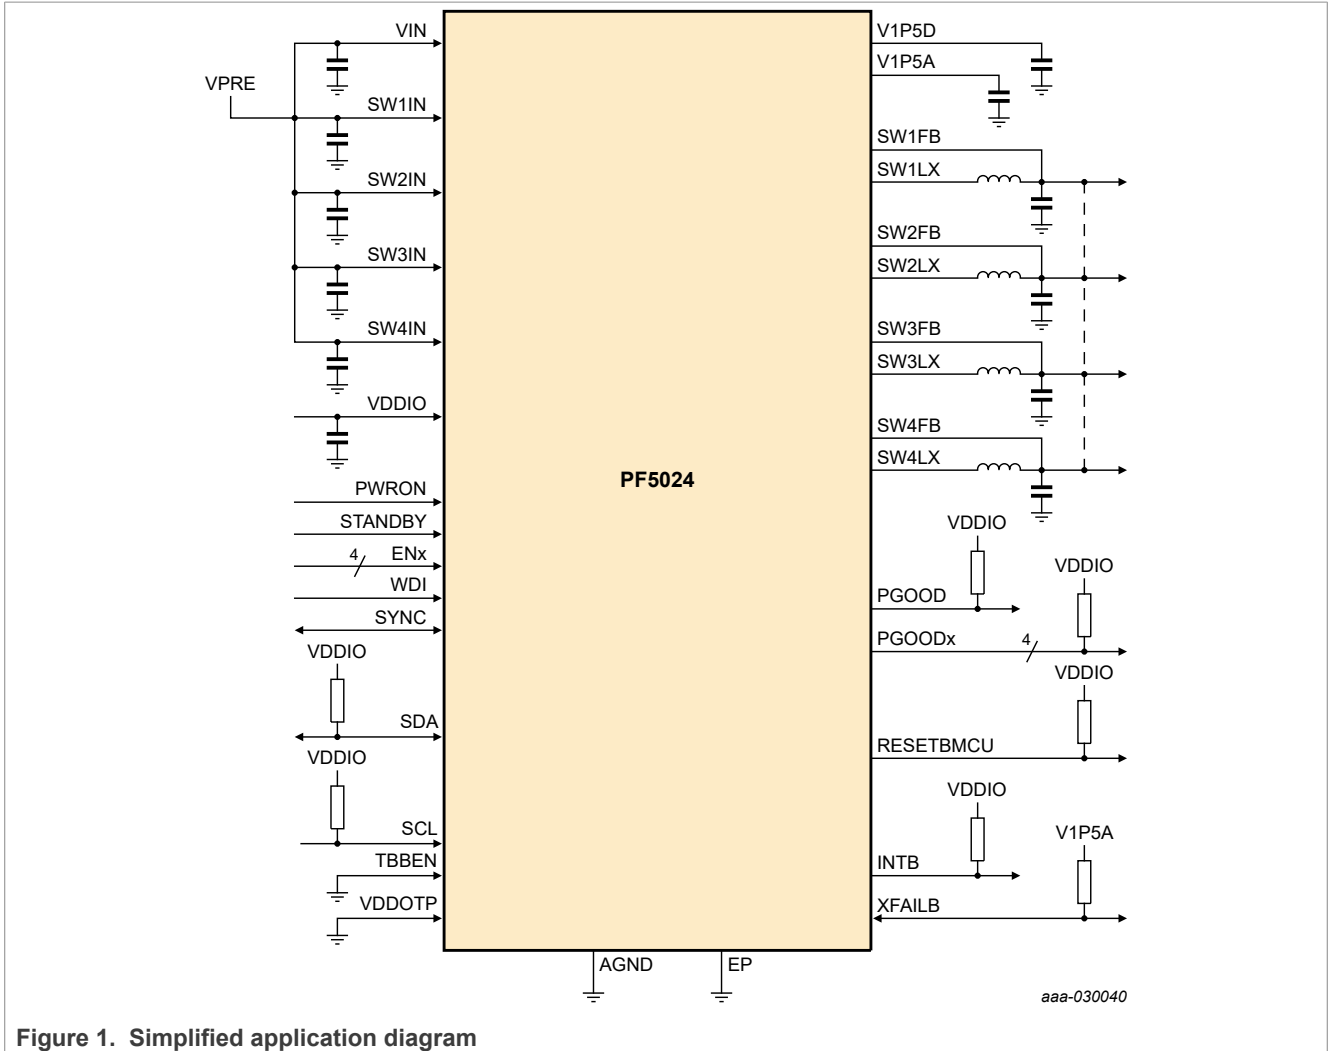 VIN
VPRE
SW1IN
SW2IN
SW3IN
SW4IN
VDDIO
PWRON
STANDBY
4 ENx
WDI
SYNC
VDDIO
SDA
VDDIO
SCL
TBBEN
VDDOTP
PF5024
AGND
EP
V1P5D
V1P5A
SW1FB
SW1LX
SW2FB
SW2LX
SW3FB
SW3LX
SW4FB
SW4LX
VDDIO
PGOOD
VDDIO
PGOODx 4
VDDIO
RESETBMCU
VDDIO
INTB
V1P5A
XFAILB
aaa-030040
Figure 1. Simplified application diagram